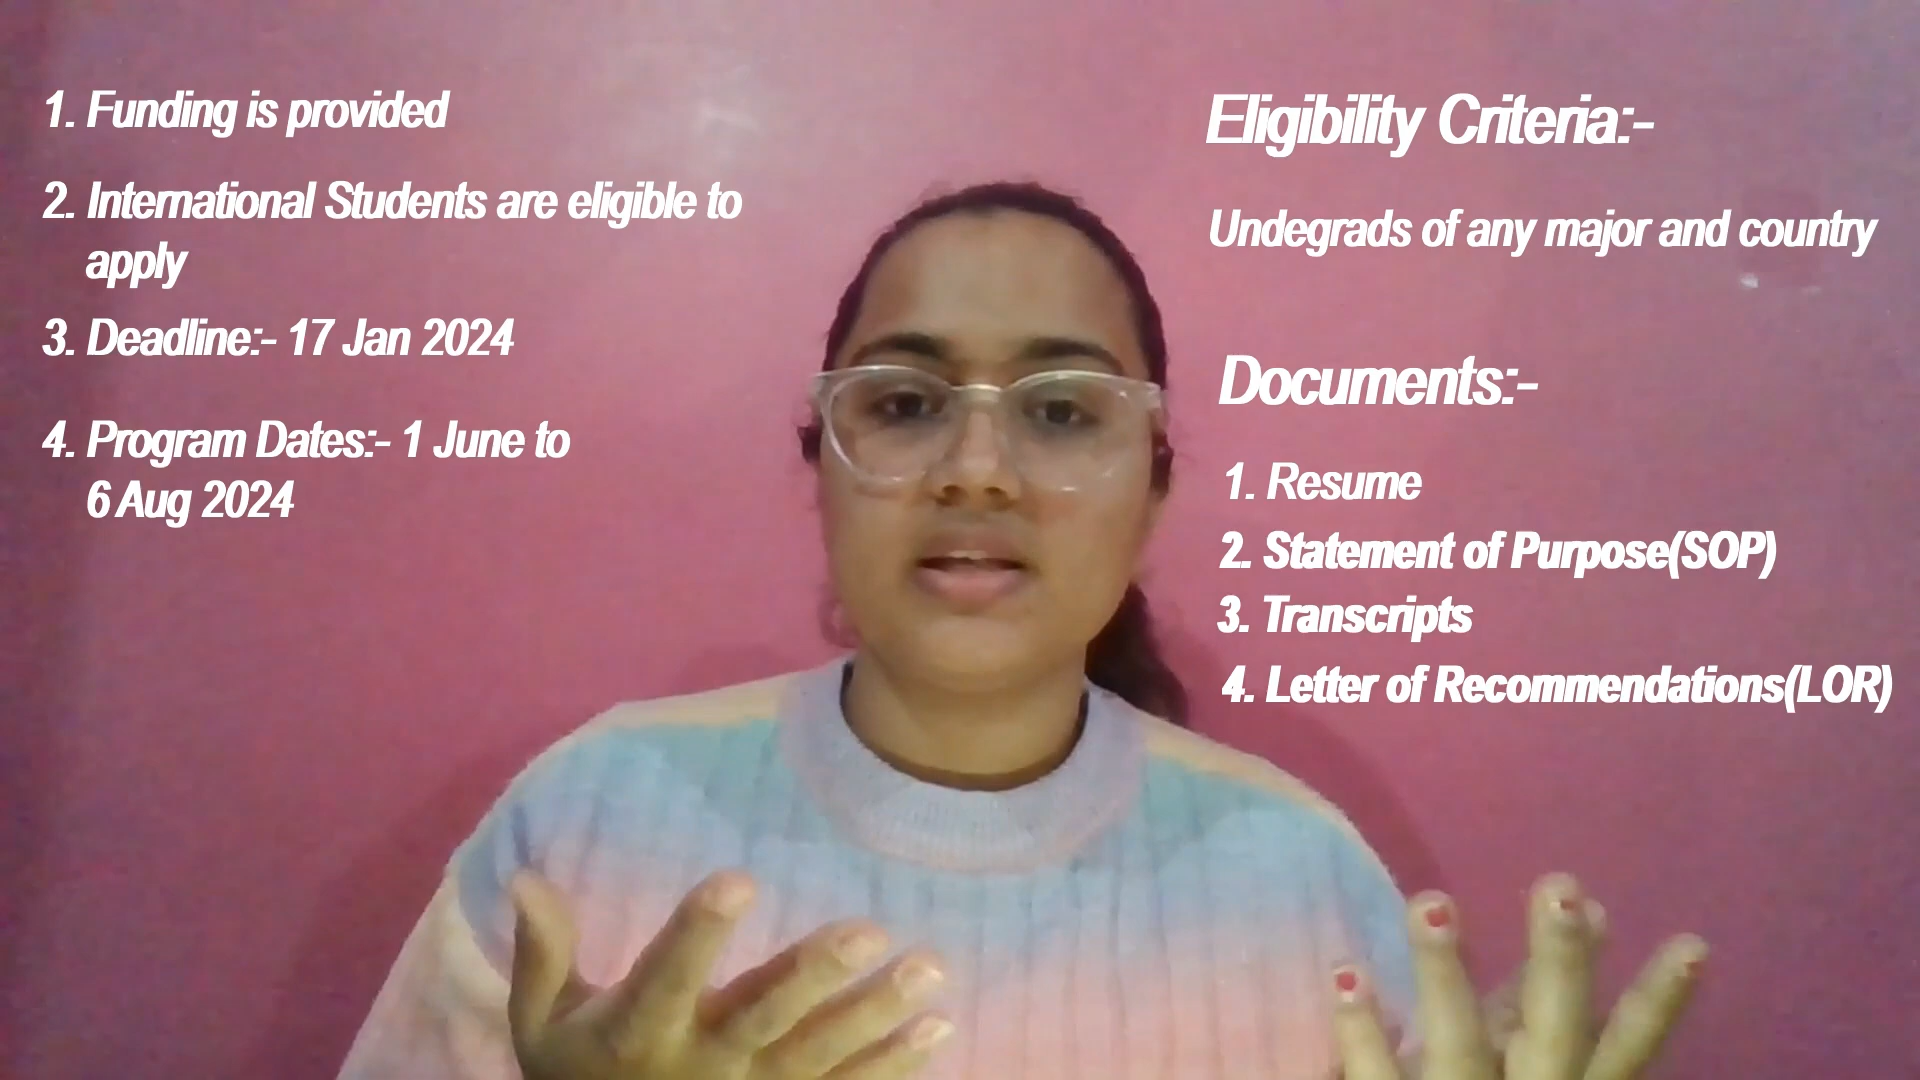 1. Funding is provided
2. International Students are eligible to
apply
3. Deadline:- 17 Jan 2024
4. Program Dates:- 1 June to
6 Aug 2024
Eligibility Criteria:-
Undegrads of any major and country
Documents:-
1. Resume
2. Statement of Purpose(SOP)
3. Transcripts
4. Letter of Recommendations(LOR)